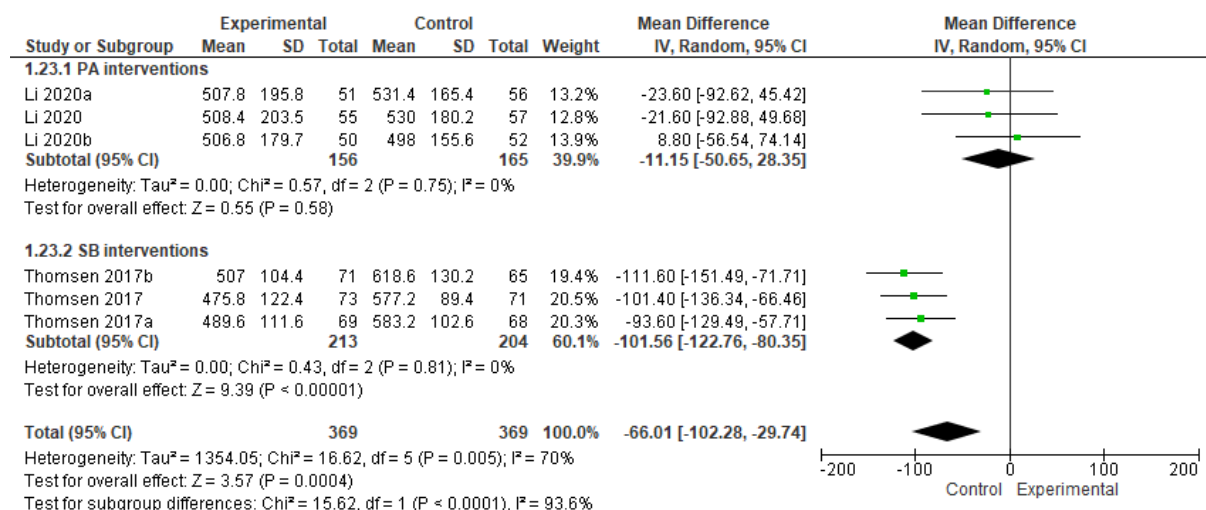 Experimental Control Mean Difference Mean Difference
Study or Subgroup Mean SD Total Mean SD Total Weight IV, Random, 95% CI IV, Random, 95% CI
1.23.1 PA interventions
Li 2020a 507.8 195.8 51 531.4 165.4 56 13.2% -23.60 [-92.62, 45.42]
Li 2020 508.4 203.5 55 530 180.2 57 12.8% -21.60 [-92.88, 49.68]
Li 2020b 506.8 179.7 50 498 155.6 52 13.9% 8.80 [-56.54, 74.14]
Subtotal (95% CI) 156 165 39.9% -11.15 [-50.65, 28.35]
Heterogeneity: Tau² = 0.00; Chi² = 0.57, df = 2 (P = 0.75); I² = 0%
Test for overall effect: Z = 0.55 (P = 0.58)
1.23.2 SB interventions
Thomsen 2017b 507 104.4 71 618.6 130.2 65 19.4% -111.60 [-151.49, -71.71]
Thomsen 2017 475.8 122.4 73 577.2 89.4 71 20.5% -101.40 [-136.34, -66.46]
Thomsen 2017a 489.6 111.6 69 583.2 102.6 68 20.3% -93.60 [-129.49, -57.71]
Subtotal (95% CI) 213 204 60.1% -101.56 [-122.76, -80.35]
Heterogeneity: Tau² = 0.00; Chi² = 0.43, df = 2 (P = 0.81); I² = 0%
Test for overall effect: Z = 9.39 (P < 0.00001)
Total (95% CI) 369 369 100.0% -66.01 [-102.28, -29.74]
Heterogeneity: Tau² = 1354.05; Chi² = 16.62, df = 5 (P = 0.005); I² = 70%
Test for overall effect: Z = 3.57 (P = 0.0004)
Test for subgroup differences: Chi² = 15.62, df = 1 (P < 0.0001), I² = 93.6%
-200 -100 0 100 200
Control Experimental